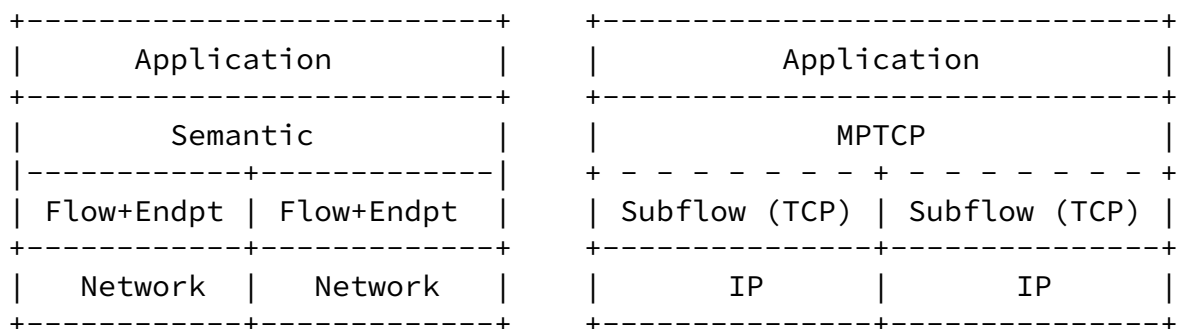 +--------------------------+    +-------------------------------+
|      Application         |    |          Application          |
+--------------------------+    +-------------------------------+
|        Semantic          |    |             MPTCP             |
|------------+-------------|    + - - - - - - - + - - - - - - - +
| Flow+Endpt | Flow+Endpt  |    | Subflow (TCP) | Subflow (TCP) |
+------------+-------------+    +---------------+---------------+
|   Network  |   Network   |    |       IP      |       IP      |
+------------+-------------+    +---------------+---------------+